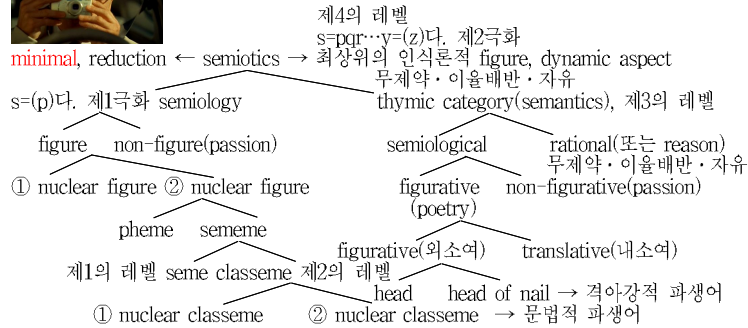 제4의 레벨
s=pqr⋯y=(z)다. 제2극화
minimal, reduction ← semiotics → 최상위의 인식론적 figure, dynamic aspect
무제약·이율배반·자유
s=(p)다. 제1극화 semiology thymic category(semantics), 제3의 레벨
figure non-figure(passion) semiological rational(또는 reason)
무제약·이율배반·자유
① nuclear figure ② nuclear figure figurative non-figurative(passion)
(poetry)
pheme sememe
figurative(외소여) translative(내소여)
제1의 레벨 seme classeme 제2의 레벨
head head of nail → 격아강적 파생어
① nuclear classeme ② nuclear classeme → 문법적 파생어